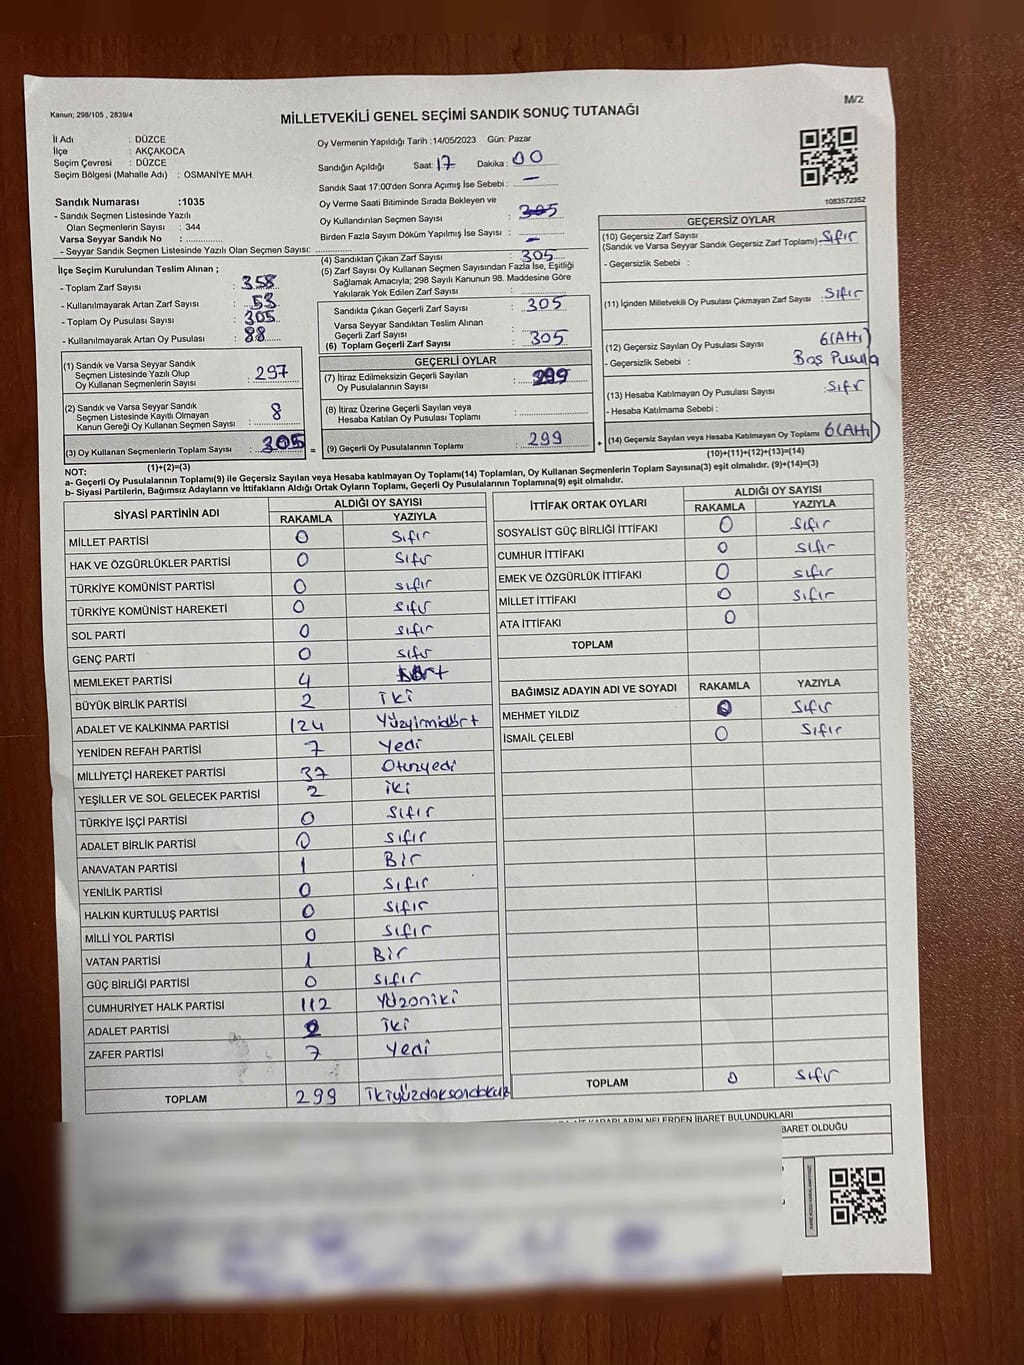 Kanun; 298/105 , 2839/4
M/2
MİLLETVEKİLİ GENEL SEÇİMİ SANDIK SONUÇ TUTANAĞI
İl Adı : DÜZCE
İlçe : AKÇAKOCA
Seçim Çevresi : DÜZCE
Seçim Bölgesi (Mahalle Adı) : OSMANİYE MAH.
Sandık Numarası :1035
- Sandık Seçmen Listesinde Yazılı
Olan Seçmenlerin Sayısı : 344
Varsa Seyyar Sandık No :
- Seyyar Sandık Seçmen Listesinde Yazılı Olan Seçmen Sayısı:
Oy Vermenin Yapıldığı Tarih :14/05/2023 Gün: Pazar
Sandığın Açıldığı Saat: 17 Dakika : 00
Sandık Saat 17:00'den Sonra Açımış İse Sebebi : —
Oy Verme Saati Bitiminde Sırada Bekleyen ve
Oy Kullandırılan Seçmen Sayısı : 305
Birden Fazla Sayım Döküm Yapılmış İse Sayısı : —
(4) Sandıktan Çıkan Zarf Sayısı : 305
(5) Zarf Sayısı Oy Kullanan Seçmen Sayısından Fazla İse, Eşitliği
Sağlamak Amacıyla; 298 Sayılı Kanunun 98. Maddesine Göre
Yakılarak Yok Edilen Zarf Sayısı :
1083572352
İlçe Seçim Kurulundan Teslim Alınan ;
- Toplam Zarf Sayısı : 358
- Kullanılmayarak Artan Zarf Sayısı : 53
- Toplam Oy Pusulası Sayısı : 305
- Kullanılmayarak Artan Oy Pusulası : 88
(1) Sandık ve Varsa Seyyar Sandık
Seçmen Listesinde Yazılı Olup
Oy Kullanan Seçmenlerin Sayısı : 297
(2) Sandık ve Varsa Seyyar Sandık
Seçmen Listesinde Kayıtlı Olmayan
Kanun Gereği Oy Kullanan Seçmen Sayısı : 8
(3) Oy Kullanan Seçmenlerin Toplam Sayısı : 305
(1)+(2)=(3)
Sandıkta Çıkan Geçerli Zarf Sayısı : 305
Varsa Seyyar Sandıktan Teslim Alınan
Geçerli Zarf Sayısı
(6) Toplam Geçerli Zarf Sayısı : 305
GEÇERLİ OYLAR
(7) İtiraz Edilmeksizin Geçerli Sayılan
Oy Pusulalarının Sayısı : 299
(8) İtiraz Üzerine Geçerli Sayılan veya
Hesaba Katılan Oy Pusulası Toplamı :
= (9) Geçerli Oy Pusulalarının Toplamı : 299
GEÇERSİZ OYLAR
(10) Geçersiz Zarf Sayısı
(Sandık ve Varsa Seyyar Sandık Geçersiz Zarf Toplamı) : Sıfır
- Geçersizlik Sebebi :
(11) İçinden Milletvekili Oy Pusulası Çıkmayan Zarf Sayısı : Sıfır
(12) Geçersiz Sayılan Oy Pusulası Sayısı 6(Altı)
- Geçersizlik Sebebi : Boş Pusula
(13) Hesaba Katılmayan Oy Pusulası Sayısı : Sıfır
- Hesaba Katılmama Sebebi :
+ (14) Geçersiz Sayılan veya Hesaba Katılmayan Oy Toplamı 6(Altı)
(10)+(11)+(12)+(13)=(14)
NOT:
a- Geçerli Oy Pusulalarının Toplamı(9) ile Geçersiz Sayılan veya Hesaba katılmayan Oy Toplamı(14) Toplamları, Oy Kullanan Seçmenlerin Toplam Sayısına(3) eşit olmalıdır. (9)+(14)=(3)
b- Siyasi Partilerin, Bağımsız Adayların ve İttifakların Aldığı Ortak Oyların Toplamı, Geçerli Oy Pusulalarının Toplamına(9) eşit olmalıdır.
SİYASİ PARTİNİN ADI ALDIĞI OY SAYISI
RAKAMLA YAZIYLA
MİLLET PARTİSİ 0 Sıfır
HAK VE ÖZGÜRLÜKLER PARTİSİ 0 Sıfır
TÜRKİYE KOMÜNİST PARTİSİ 0 Sıfır
TÜRKİYE KOMÜNİST HAREKETİ 0 Sıfır
SOL PARTİ 0 Sıfır
GENÇ PARTİ 0 Sıfır
MEMLEKET PARTİSİ 4 Dört
BÜYÜK BİRLİK PARTİSİ 2 İki
ADALET VE KALKINMA PARTİSİ 124 Yüzyirmidört
YENİDEN REFAH PARTİSİ 7 Yedi
MİLLİYETÇİ HAREKET PARTİSİ 37 Otuzyedi
YEŞİLLER VE SOL GELECEK PARTİSİ 2 iki
TÜRKİYE İŞÇİ PARTİSİ 0 Sıfır
ADALET BİRLİK PARTİSİ 0 Sıfır
ANAVATAN PARTİSİ 1 Bir
YENİLİK PARTİSİ 0 Sıfır
HALKIN KURTULUŞ PARTİSİ 0 Sıfır
MİLLİ YOL PARTİSİ 0 Sıfır
VATAN PARTİSİ 1 Bir
GÜÇ BİRLİĞİ PARTİSİ 0 Sıfır
CUMHURİYET HALK PARTİSİ 112 Yüzoniki
ADALET PARTİSİ 2 İki
ZAFER PARTİSİ 7 Yedi
TOPLAM 299 ikiyüzdoksandokuz
İTTİFAK ORTAK OYLARI ALDIĞI OY SAYISI
RAKAMLA YAZIYLA
SOSYALİST GÜÇ BİRLİĞİ İTTİFAKI 0 Sıfır
CUMHUR İTTİFAKI 0 Sıfır
EMEK VE ÖZGÜRLÜK İTTİFAKI 0 Sıfır
MİLLET İTTİFAKI 0 Sıfır
ATA İTTİFAKI 0
TOPLAM
BAĞIMSIZ ADAYIN ADI VE SOYADI RAKAMLA YAZIYLA
MEHMET YILDIZ 0 Sıfır
İSMAİL ÇELEBİ 0 Sıfır
TOPLAM 0 Sıfır
KARARLARIN NELERDEN İBARET BULUNDUKLARI
BARET OLDUĞU